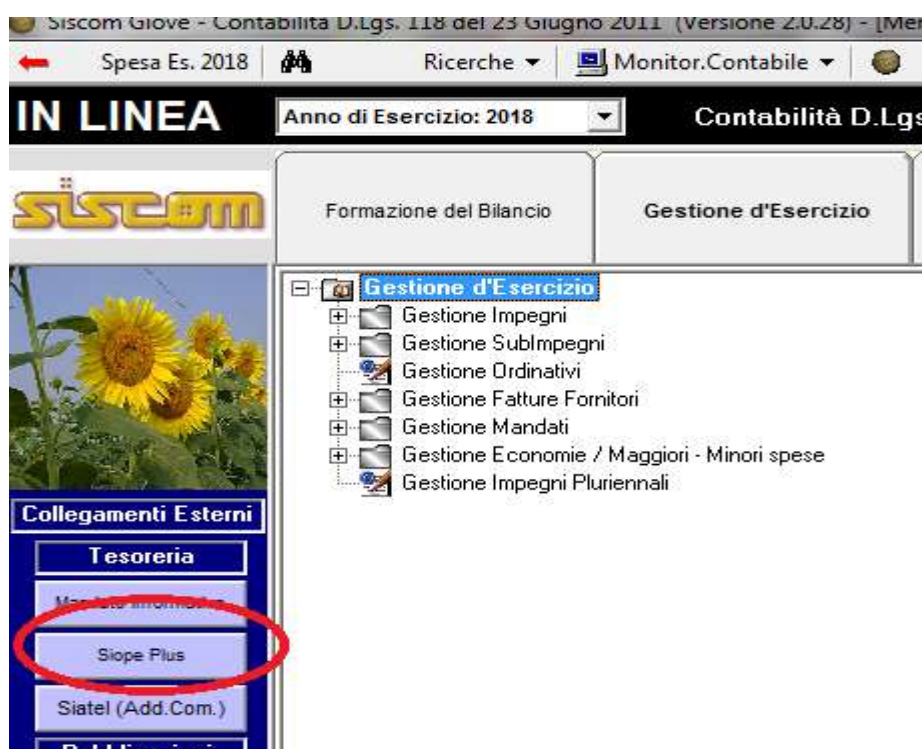 Siscom Giove - Contabilità D.Lgs. 118 del 23 Giugno 2011 (Versione 2.0.28) - [Me
Spesa Es. 2018 Ricerche Monitor.Contabile
IN LINEA Anno di Esercizio: 2018 Contabilità D.Lgs
siscom
Formazione del Bilancio Gestione d'Esercizio
Gestione d'Esercizio
Gestione Impegni
Gestione SubImpegni
Gestione Ordinativi
Gestione Fatture Fornitori
Gestione Mandati
Gestione Economie / Maggiori - Minori spese
Gestione Impegni Pluriennali
Collegamenti Esterni
Tesoreria
Siope Plus
Siatel (Add.Com.)